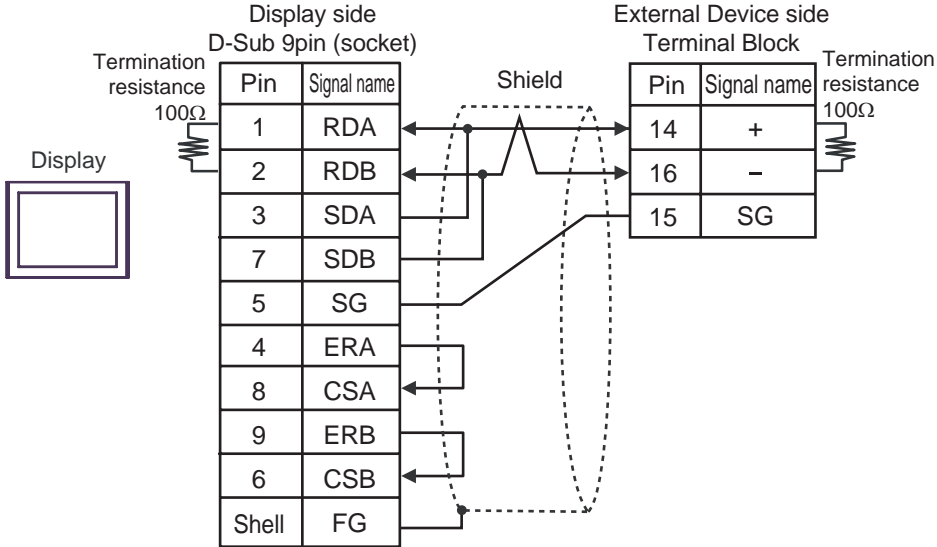 Display side
D-Sub 9pin (socket)
External Device side
Terminal Block
Termination
resistance
100Ω
Shield
Termination
resistance
100Ω
Display
Pin Signal name
1 RDA
2 RDB
3 SDA
7 SDB
5 SG
4 ERA
8 CSA
9 ERB
6 CSB
Shell FG
Pin Signal name
14 +
16 −
15 SG